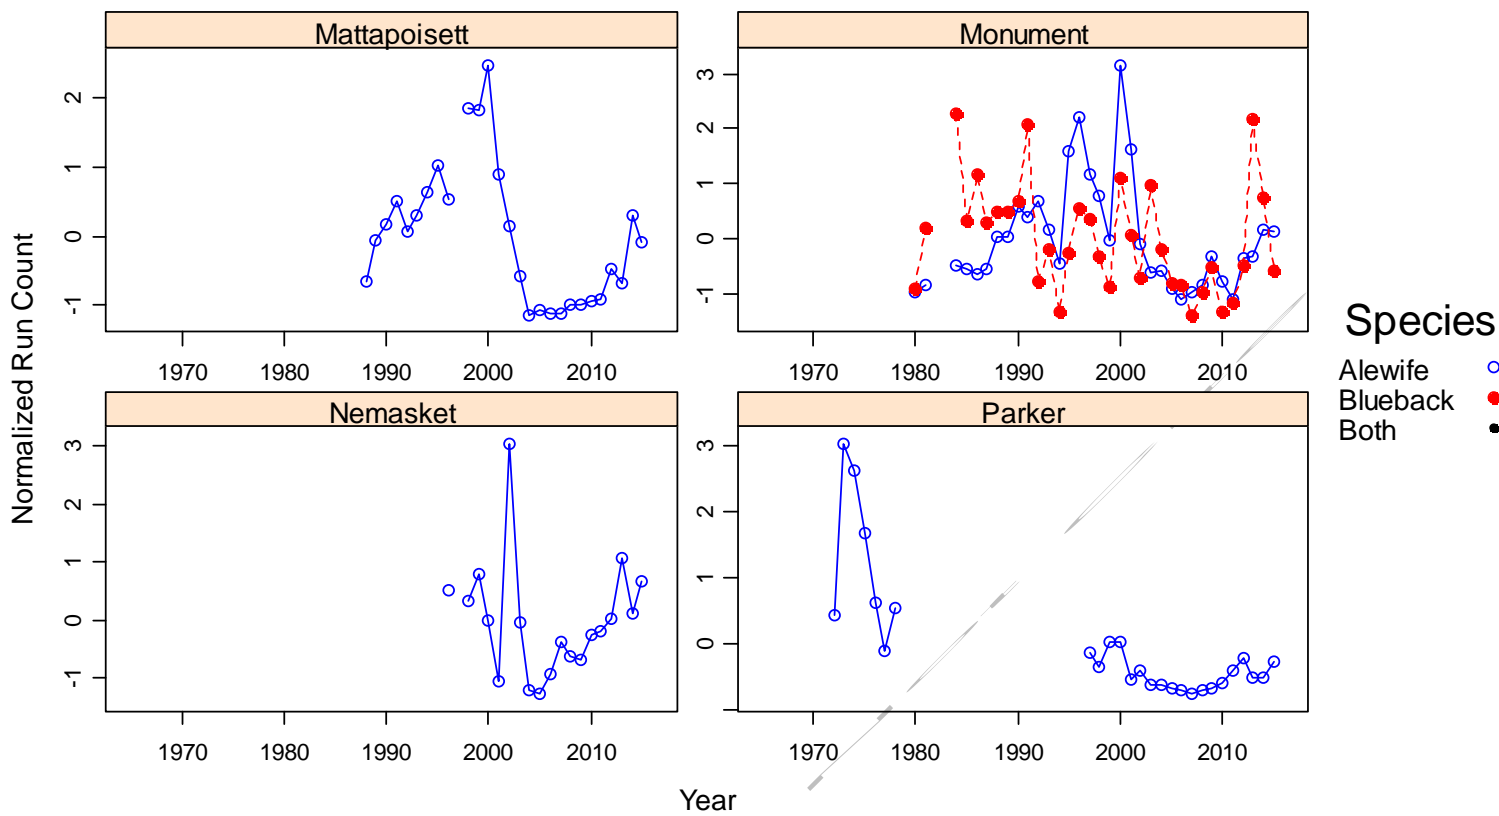 Mattapoisett
Monument
2
1
0
-1
3
2
1
0
-1
1970 1980 1990 2000 2010
1970 1980 1990 2000 2010
Nemasket
Parker
3
2
1
0
-1
3
2
1
0
1970 1980 1990 2000 2010
1970 1980 1990 2000 2010
Normalized Run Count
Year
Species
Alewife
Blueback
Both